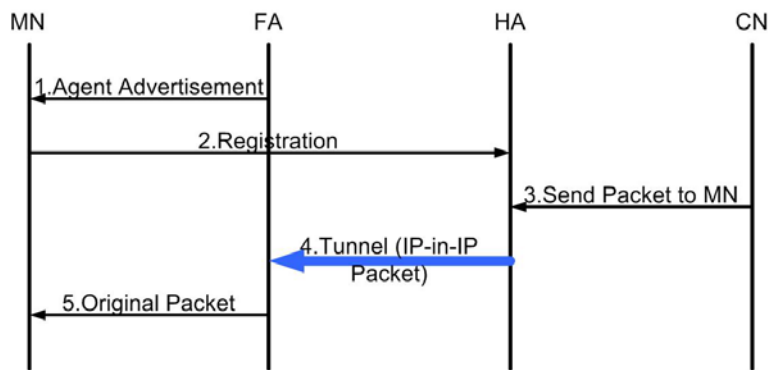 MN FA HA CN
1.Agent Advertisement
2.Registration
3.Send Packet to MN
4.Tunnel (IP-in-IP
Packet)
5.Original Packet